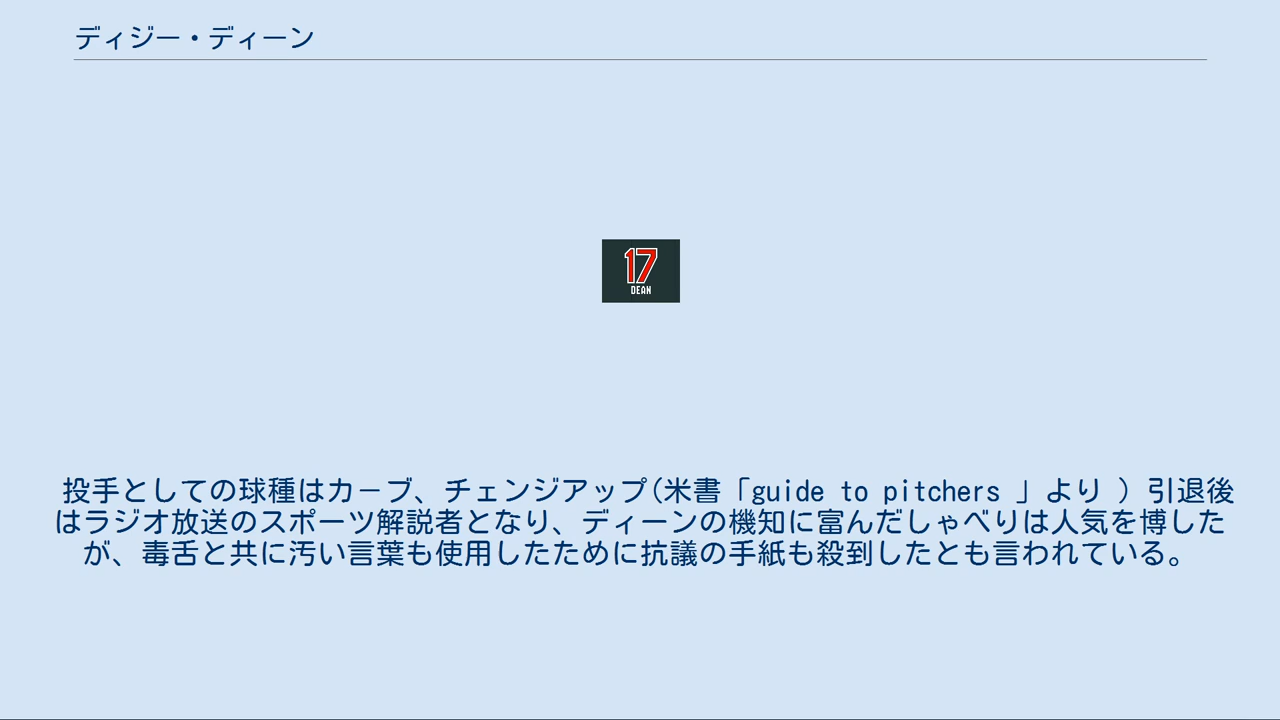 ディジー・ディーン
17
DEAN
投手としての球種はカーブ、チェンジアップ(米書「guide to pitchers 」より ) 引退後
はラジオ放送のスポーツ解説者となり、ディーンの機知に富んだしゃべりは人気を博した
が、毒舌と共に汚い言葉も使用したために抗議の手紙も殺到したとも言われている。